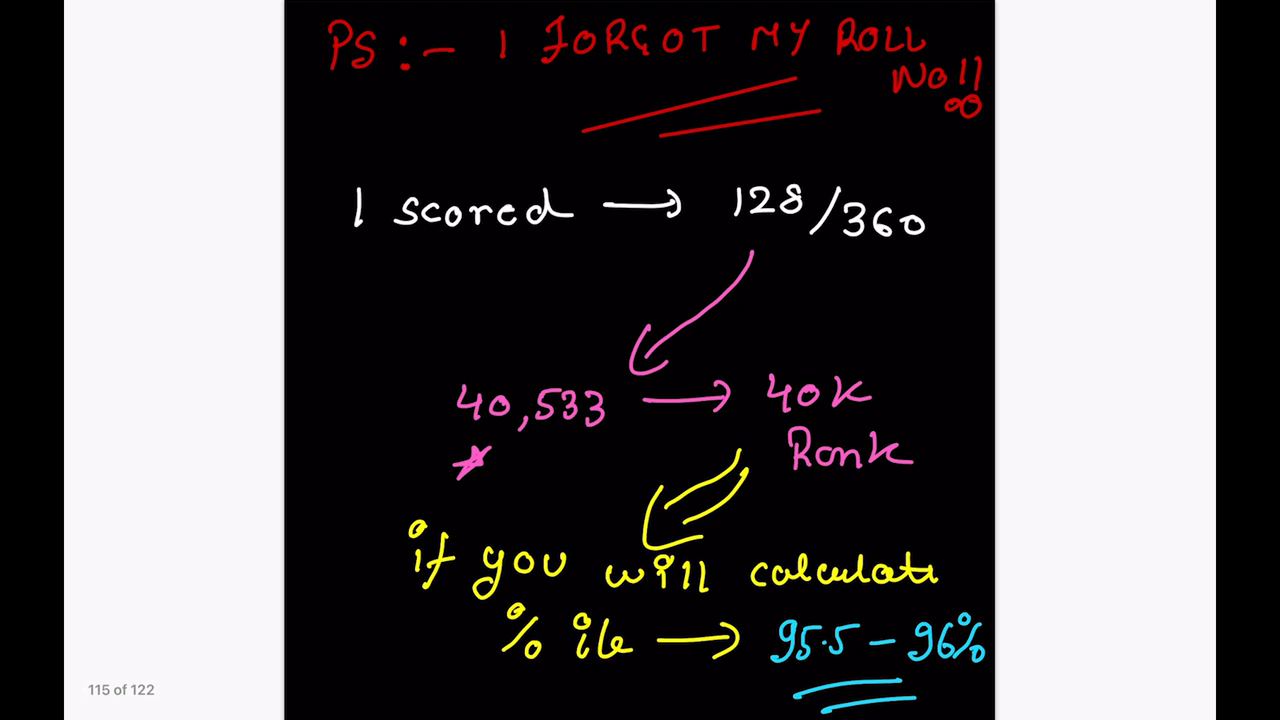 PS :- I FORGOT MY ROLL
NO!!
I scored → 128/360
40,533 → 40K
Rank
if you will calculate
%ile → 95.5 - 96%
115 of 122